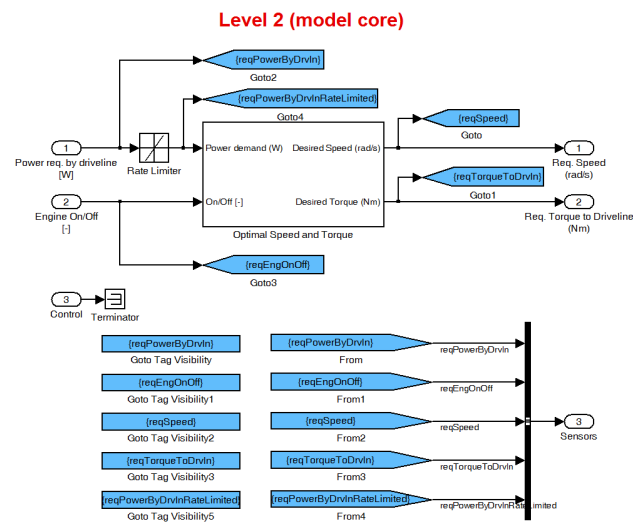 Level 2 (model core)
{reqPowerByDrvIn}
Goto2
{reqPowerByDrvInRateLimited}
Goto4
{reqSpeed}
Goto
1
Power req. by driveline
[W]
Rate Limiter
Power demand (W)
Desired Speed (rad/s)
1
Req. Speed
(rad/s)
{reqTorqueToDrvIn}
Goto1
2
Engine On/Off
[-]
On/Off [-]
Desired Torque (Nm)
2
Req. Torque to Driveline
(Nm)
Optimal Speed and Torque
{reqEngOnOff}
Goto3
3
Control
Terminator
{reqPowerByDrvIn}
Goto Tag Visibility
{reqPowerByDrvIn}
From
reqPowerByDrvIn
{reqEngOnOff}
Goto Tag Visibility1
{reqEngOnOff}
From1
reqEngOnOff
{reqSpeed}
Goto Tag Visibility2
{reqSpeed}
From2
reqSpeed
3
Sensors
{reqTorqueToDrvIn}
Goto Tag Visibility3
{reqTorqueToDrvIn}
From3
reqTorqueToDrvIn
{reqPowerByDrvInRateLimited}
Goto Tag Visibility5
{reqPowerByDrvInRateLimited}
From4
reqPowerByDrvInRateLimited